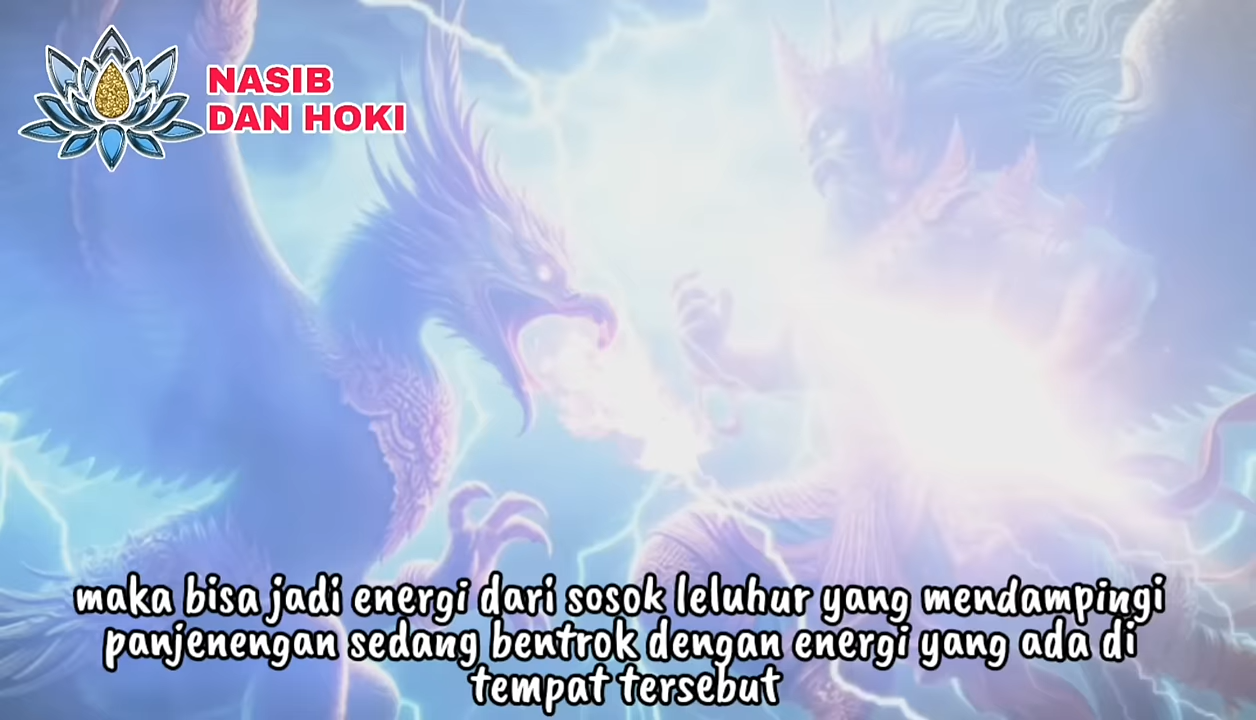 NASIB
DAN HOKI
maka bisa jadi energi dari sosok leluhur yang mendampingi
panjenengan sedang bentrok dengan energi yang ada di
tempat tersebut